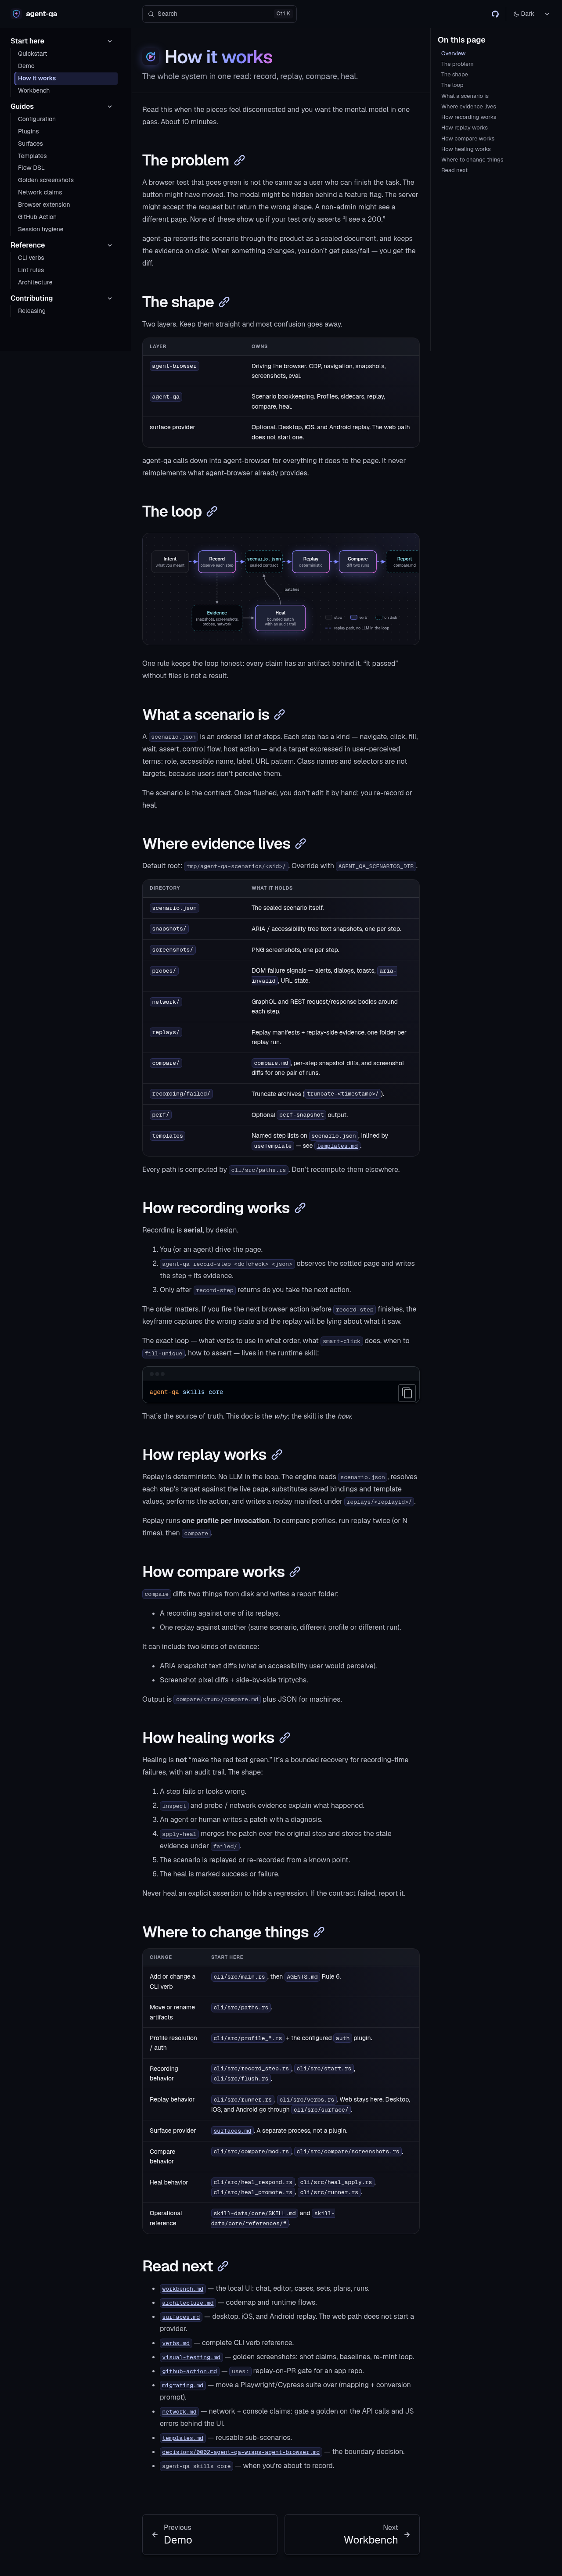 agent-qa
Search
Ctrl K
Dark
Start here
Quickstart
Demo
How it works
Workbench
Guides
Configuration
Plugins
Surfaces
Templates
Flow DSL
Golden screenshots
Network claims
Browser extension
GitHub Action
Session hygiene
Reference
CLI verbs
Lint rules
Architecture
Contributing
Releasing
On this page
Overview
The problem
The shape
The loop
What a scenario is
Where evidence lives
How recording works
How replay works
How compare works
How healing works
Where to change things
Read next
How it works
The whole system in one read: record, replay, compare, heal.
Read this when the pieces feel disconnected and you want the mental model in one
pass. About 10 minutes.
The problem
A browser test that goes green is not the same as a user who can finish the task. The
button might have moved. The modal might be hidden behind a feature flag. The server
might accept the request but return the wrong shape. A non-admin might see a
different page. None of these show up if your test only asserts “I see a 200.”
agent-qa records the scenario through the product as a sealed document, and keeps
the evidence on disk. When something changes, you don’t get pass/fail — you get the
diff.
The shape
Two layers. Keep them straight and most confusion goes away.
LAYER OWNS
agent-browser Driving the browser. CDP, navigation, snapshots,
screenshots, eval.
agent-qa Scenario bookkeeping. Profiles, sidecars, replay,
compare, heal.
surface provider Optional. Desktop, iOS, and Android replay. The web path
does not start one.
agent-qa calls down into agent-browser for everything it does to the page. It never
reimplements what agent-browser already provides.
The loop
Intent
what you meant
Record
observe each step
scenario.json
sealed contract
Replay
deterministic
Compare
diff two runs
Report
compare.md
patches
Evidence
snapshots, screenshots,
probes, network
Heal
bounded patch
with an audit trail
step
verb
on disk
replay path, no LLM in the loop
One rule keeps the loop honest: every claim has an artifact behind it. “It passed”
without files is not a result.
What a scenario is
A scenario.json is an ordered list of steps. Each step has a kind — navigate, click, fill,
wait, assert, control flow, host action — and a target expressed in user-perceived
terms: role, accessible name, label, URL pattern. Class names and selectors are not
targets, because users don’t perceive them.
The scenario is the contract. Once flushed, you don’t edit it by hand; you re-record or
heal.
Where evidence lives
Default root: tmp/agent-qa-scenarios/<sid>/. Override with AGENT_QA_SCENARIOS_DIR.
DIRECTORY WHAT IT HOLDS
scenario.json The sealed scenario itself.
snapshots/ ARIA / accessibility tree text snapshots, one per step.
screenshots/ PNG screenshots, one per step.
probes/ DOM failure signals — alerts, dialogs, toasts, aria-
invalid, URL state.
network/ GraphQL and REST request/response bodies around
each step.
replays/ Replay manifests + replay-side evidence, one folder per
replay run.
compare/ compare.md, per-step snapshot diffs, and screenshot
diffs for one pair of runs.
recording/failed/ Truncate archives (truncate-<timestamp>/).
perf/ Optional perf-snapshot output.
templates Named step lists on scenario.json, inlined by
useTemplate — see templates.md.
Every path is computed by cli/src/paths.rs. Don’t recompute them elsewhere.
How recording works
Recording is serial, by design.
1. You (or an agent) drive the page.
2. agent-qa record-step <do|check> <json> observes the settled page and writes
the step + its evidence.
3. Only after record-step returns do you take the next action.
The order matters. If you fire the next browser action before record-step finishes, the
keyframe captures the wrong state and the replay will be lying about what it saw.
The exact loop — what verbs to use in what order, what smart-click does, when to
fill-unique, how to assert — lives in the runtime skill:
agent-qa skills core
That’s the source of truth. This doc is the why; the skill is the how.
How replay works
Replay is deterministic. No LLM in the loop. The engine reads scenario.json, resolves
each step’s target against the live page, substitutes saved bindings and template
values, performs the action, and writes a replay manifest under replays/<replayId>/.
Replay runs one profile per invocation. To compare profiles, run replay twice (or N
times), then compare.
How compare works
compare diffs two things from disk and writes a report folder:
• A recording against one of its replays.
• One replay against another (same scenario, different profile or different run).
It can include two kinds of evidence:
• ARIA snapshot text diffs (what an accessibility user would perceive).
• Screenshot pixel diffs + side-by-side triptychs.
Output is compare/<run>/compare.md plus JSON for machines.
How healing works
Healing is not “make the red test green.” It’s a bounded recovery for recording-time
failures, with an audit trail. The shape:
1. A step fails or looks wrong.
2. inspect and probe / network evidence explain what happened.
3. An agent or human writes a patch with a diagnosis.
4. apply-heal merges the patch over the original step and stores the stale
evidence under failed/.
5. The scenario is replayed or re-recorded from a known point.
6. The heal is marked success or failure.
Never heal an explicit assertion to hide a regression. If the contract failed, report it.
Where to change things
CHANGE START HERE
Add or change a cli/src/main.rs, then AGENTS.md Rule 6.
CLI verb
Move or rename cli/src/paths.rs.
artifacts
Profile resolution cli/src/profile_*.rs + the configured auth plugin.
/ auth
Recording cli/src/record_step.rs, cli/src/start.rs,
behavior cli/src/flush.rs.
Replay behavior cli/src/runner.rs, cli/src/verbs.rs. Web stays here. Desktop,
iOS, and Android go through cli/src/surface/.
Surface provider surfaces.md. A separate process, not a plugin.
Compare cli/src/compare/mod.rs, cli/src/compare/screenshots.rs.
behavior
Heal behavior cli/src/heal_respond.rs, cli/src/heal_apply.rs,
cli/src/heal_promote.rs, cli/src/runner.rs.
Operational skill-data/core/SKILL.md and skill-
reference data/core/references/*.
Read next
• workbench.md — the local UI: chat, editor, cases, sets, plans, runs.
• architecture.md — codemap and runtime flows.
• surfaces.md — desktop, iOS, and Android replay. The web path does not start a
provider.
• verbs.md — complete CLI verb reference.
• visual-testing.md — golden screenshots: shot claims, baselines, re-mint loop.
• github-action.md — uses: replay-on-PR gate for an app repo.
• migrating.md — move a Playwright/Cypress suite over (mapping + conversion
prompt).
• network.md — network + console claims: gate a golden on the API calls and JS
errors behind the UI.
• templates.md — reusable sub-scenarios.
• decisions/0002-agent-qa-wraps-agent-browser.md — the boundary decision.
• agent-qa skills core — when you’re about to record.
Previous
Demo
Next
Workbench